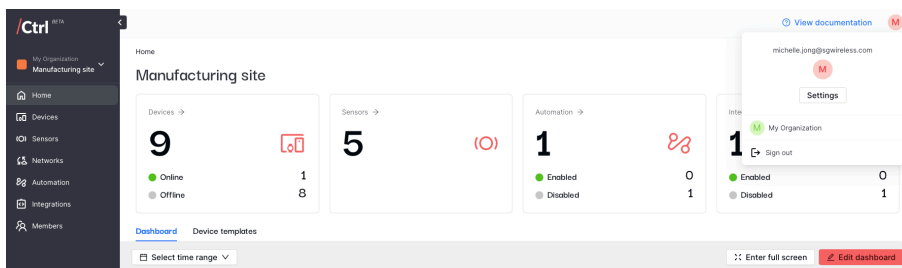 /Ctrl BETA
View documentation
M
My Organization
Manufacturing site
Home
Devices
Sensors
Networks
Automation
Integrations
Members
Home
Manufacturing site
Devices
9
Online 1
Offline 8
Sensors
5
Automation
1
Enabled 0
Disabled 1
Inte
1
Enabled 0
Disabled 1
michelle.jong@sgwireless.com
M
Settings
M My Organization
Sign out
Dashboard Device templates
Select time range
Enter full screen
Edit dashboard